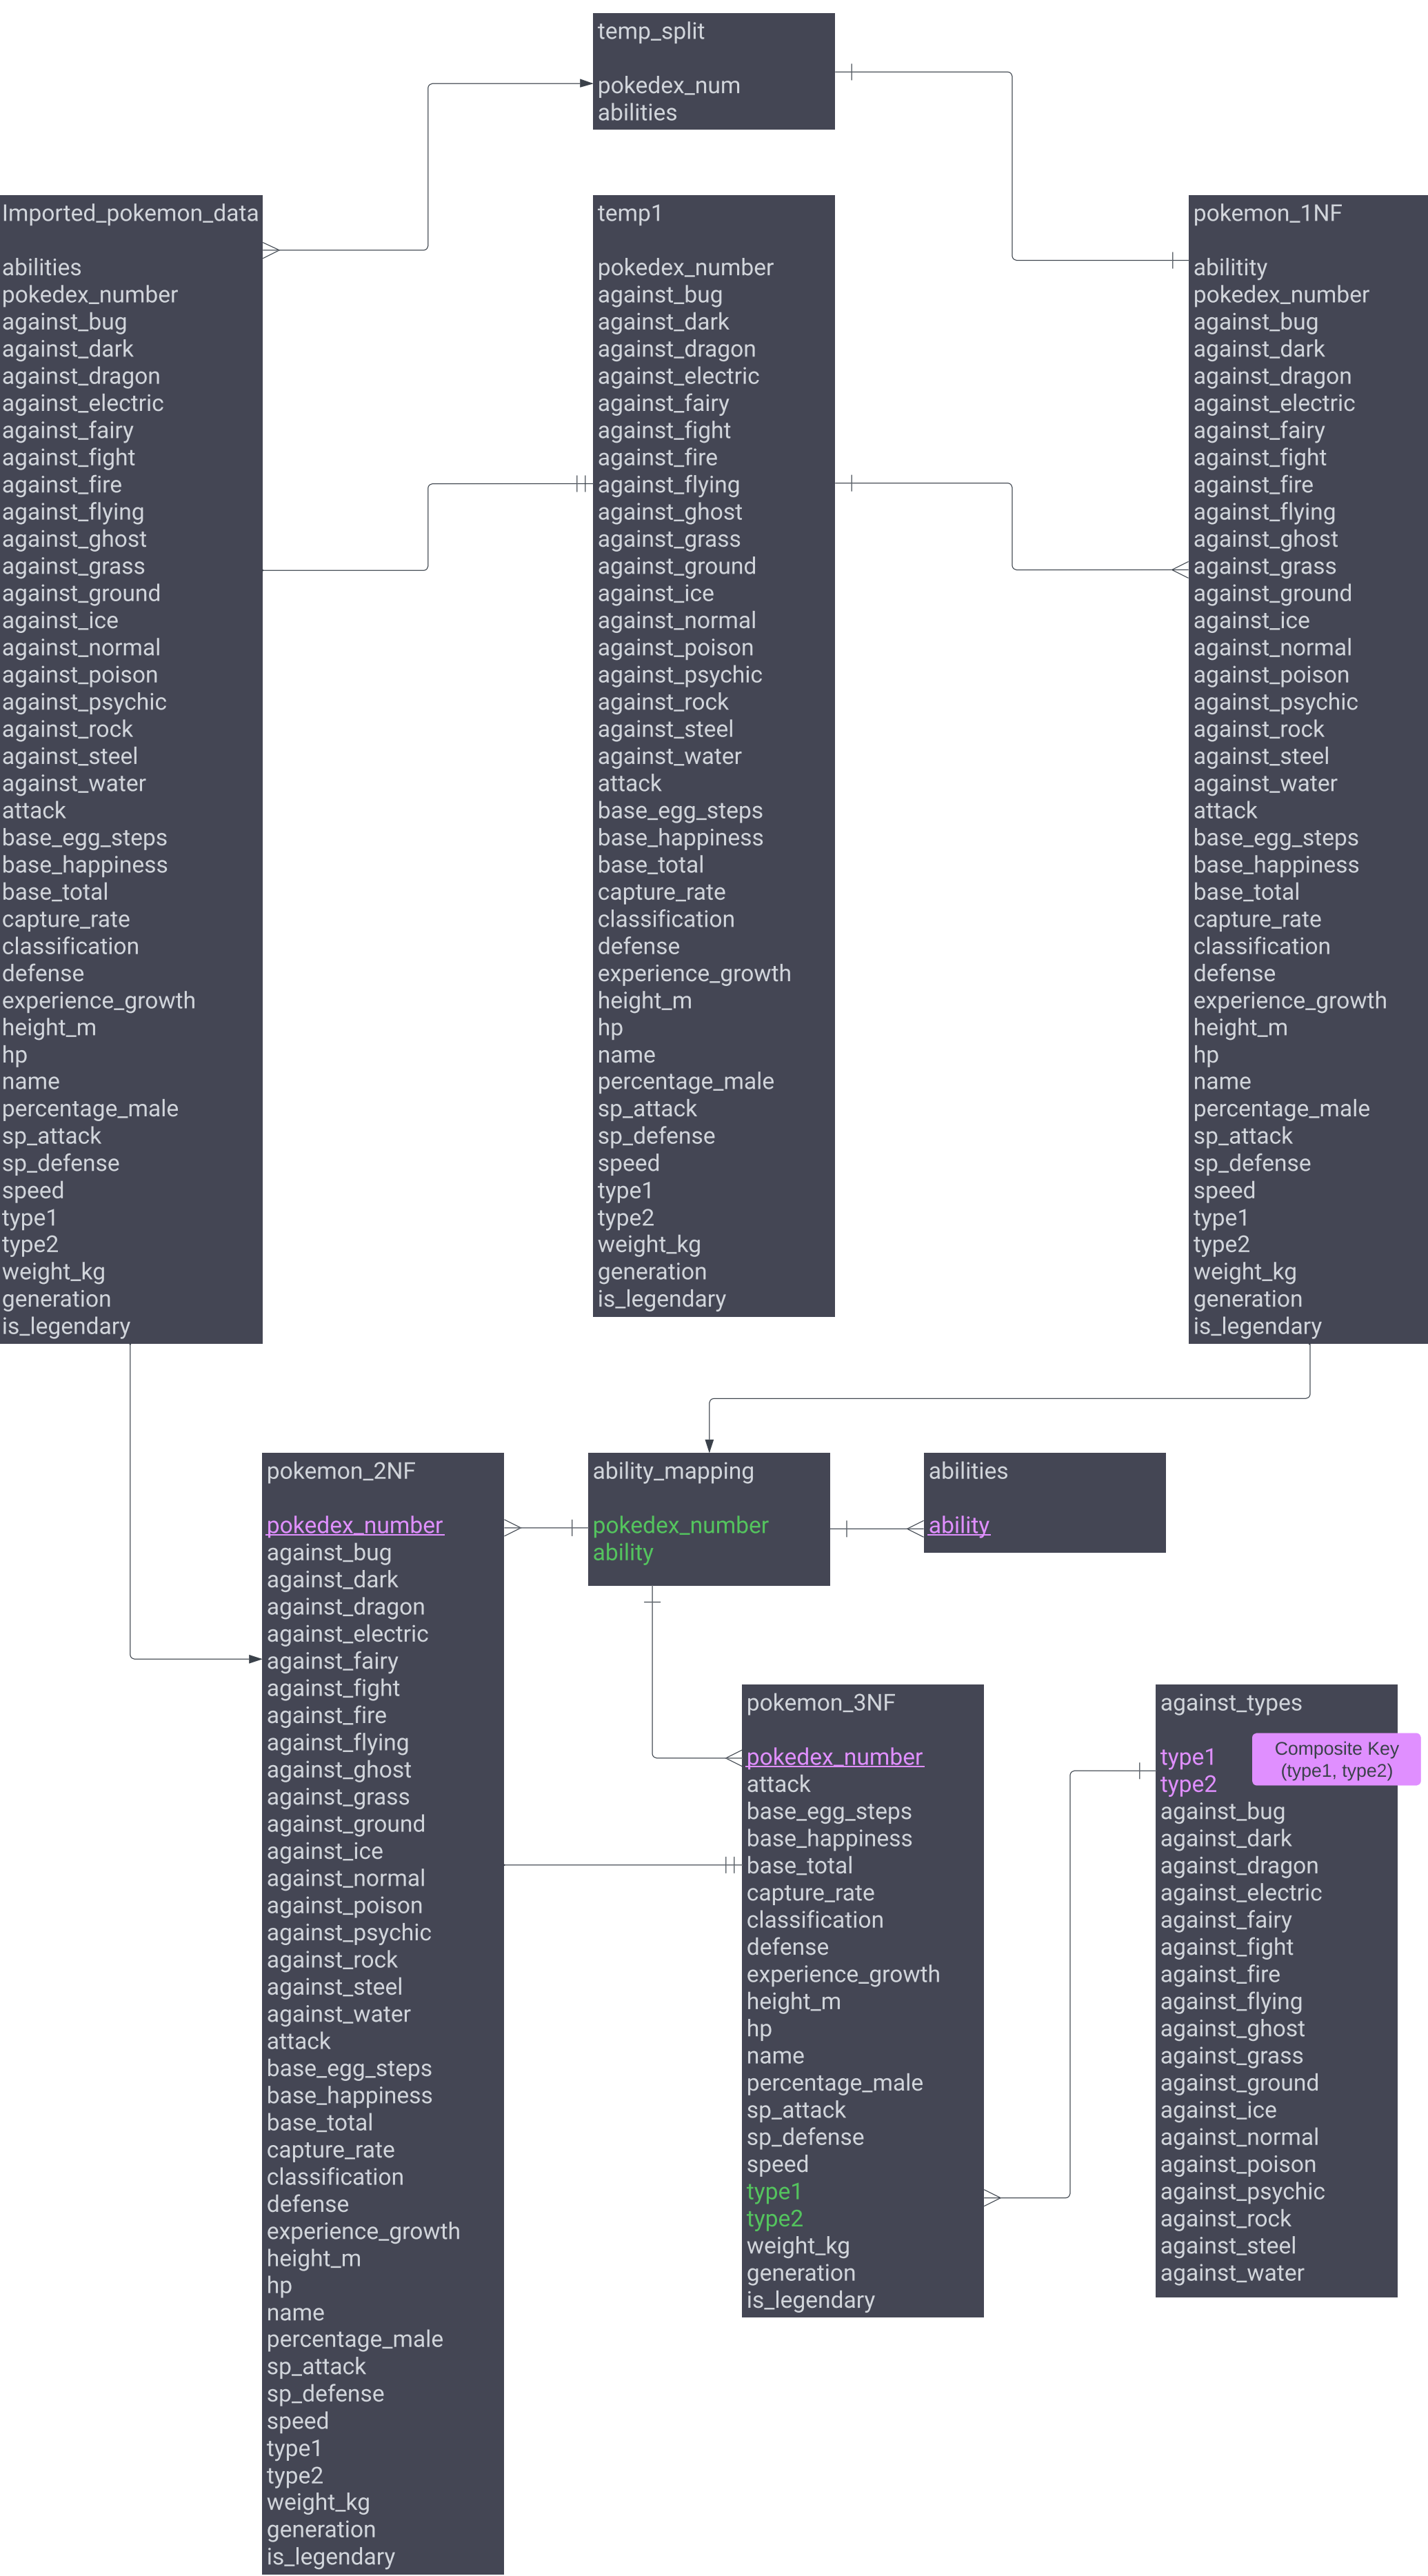 temp_split
pokedex_num
abilities
Imported_pokemon_data
abilities
pokedex_number
against_bug
against_dark
against_dragon
against_electric
against_fairy
against_fight
against_fire
against_flying
against_ghost
against_grass
against_ground
against_ice
against_normal
against_poison
against_psychic
against_rock
against_steel
against_water
attack
base_egg_steps
base_happiness
base_total
capture_rate
classification
defense
experience_growth
height_m
hp
name
percentage_male
sp_attack
sp_defense
speed
type1
type2
weight_kg
generation
is_legendary
temp1
pokedex_number
against_bug
against_dark
against_dragon
against_electric
against_fairy
against_fight
against_fire
against_flying
against_ghost
against_grass
against_ground
against_ice
against_normal
against_poison
against_psychic
against_rock
against_steel
against_water
attack
base_egg_steps
base_happiness
base_total
capture_rate
classification
defense
experience_growth
height_m
hp
name
percentage_male
sp_attack
sp_defense
speed
type1
type2
weight_kg
generation
is_legendary
pokemon_1NF
abilitity
pokedex_number
against_bug
against_dark
against_dragon
against_electric
against_fairy
against_fight
against_fire
against_flying
against_ghost
against_grass
against_ground
against_ice
against_normal
against_poison
against_psychic
against_rock
against_steel
against_water
attack
base_egg_steps
base_happiness
base_total
capture_rate
classification
defense
experience_growth
height_m
hp
name
percentage_male
sp_attack
sp_defense
speed
type1
type2
weight_kg
generation
is_legendary
pokemon_2NF
pokedex_number
against_bug
against_dark
against_dragon
against_electric
against_fairy
against_fight
against_fire
against_flying
against_ghost
against_grass
against_ground
against_ice
against_normal
against_poison
against_psychic
against_rock
against_steel
against_water
attack
base_egg_steps
base_happiness
base_total
capture_rate
classification
defense
experience_growth
height_m
hp
name
percentage_male
sp_attack
sp_defense
speed
type1
type2
weight_kg
generation
is_legendary
ability_mapping
pokedex_number
ability
abilities
ability
pokemon_3NF
pokedex_number
attack
base_egg_steps
base_happiness
base_total
capture_rate
classification
defense
experience_growth
height_m
hp
name
percentage_male
sp_attack
sp_defense
speed
type1
type2
weight_kg
generation
is_legendary
against_types
type1
type2
Composite Key
(type1, type2)
against_bug
against_dark
against_dragon
against_electric
against_fairy
against_fight
against_fire
against_flying
against_ghost
against_grass
against_ground
against_ice
against_normal
against_poison
against_psychic
against_rock
against_steel
against_water